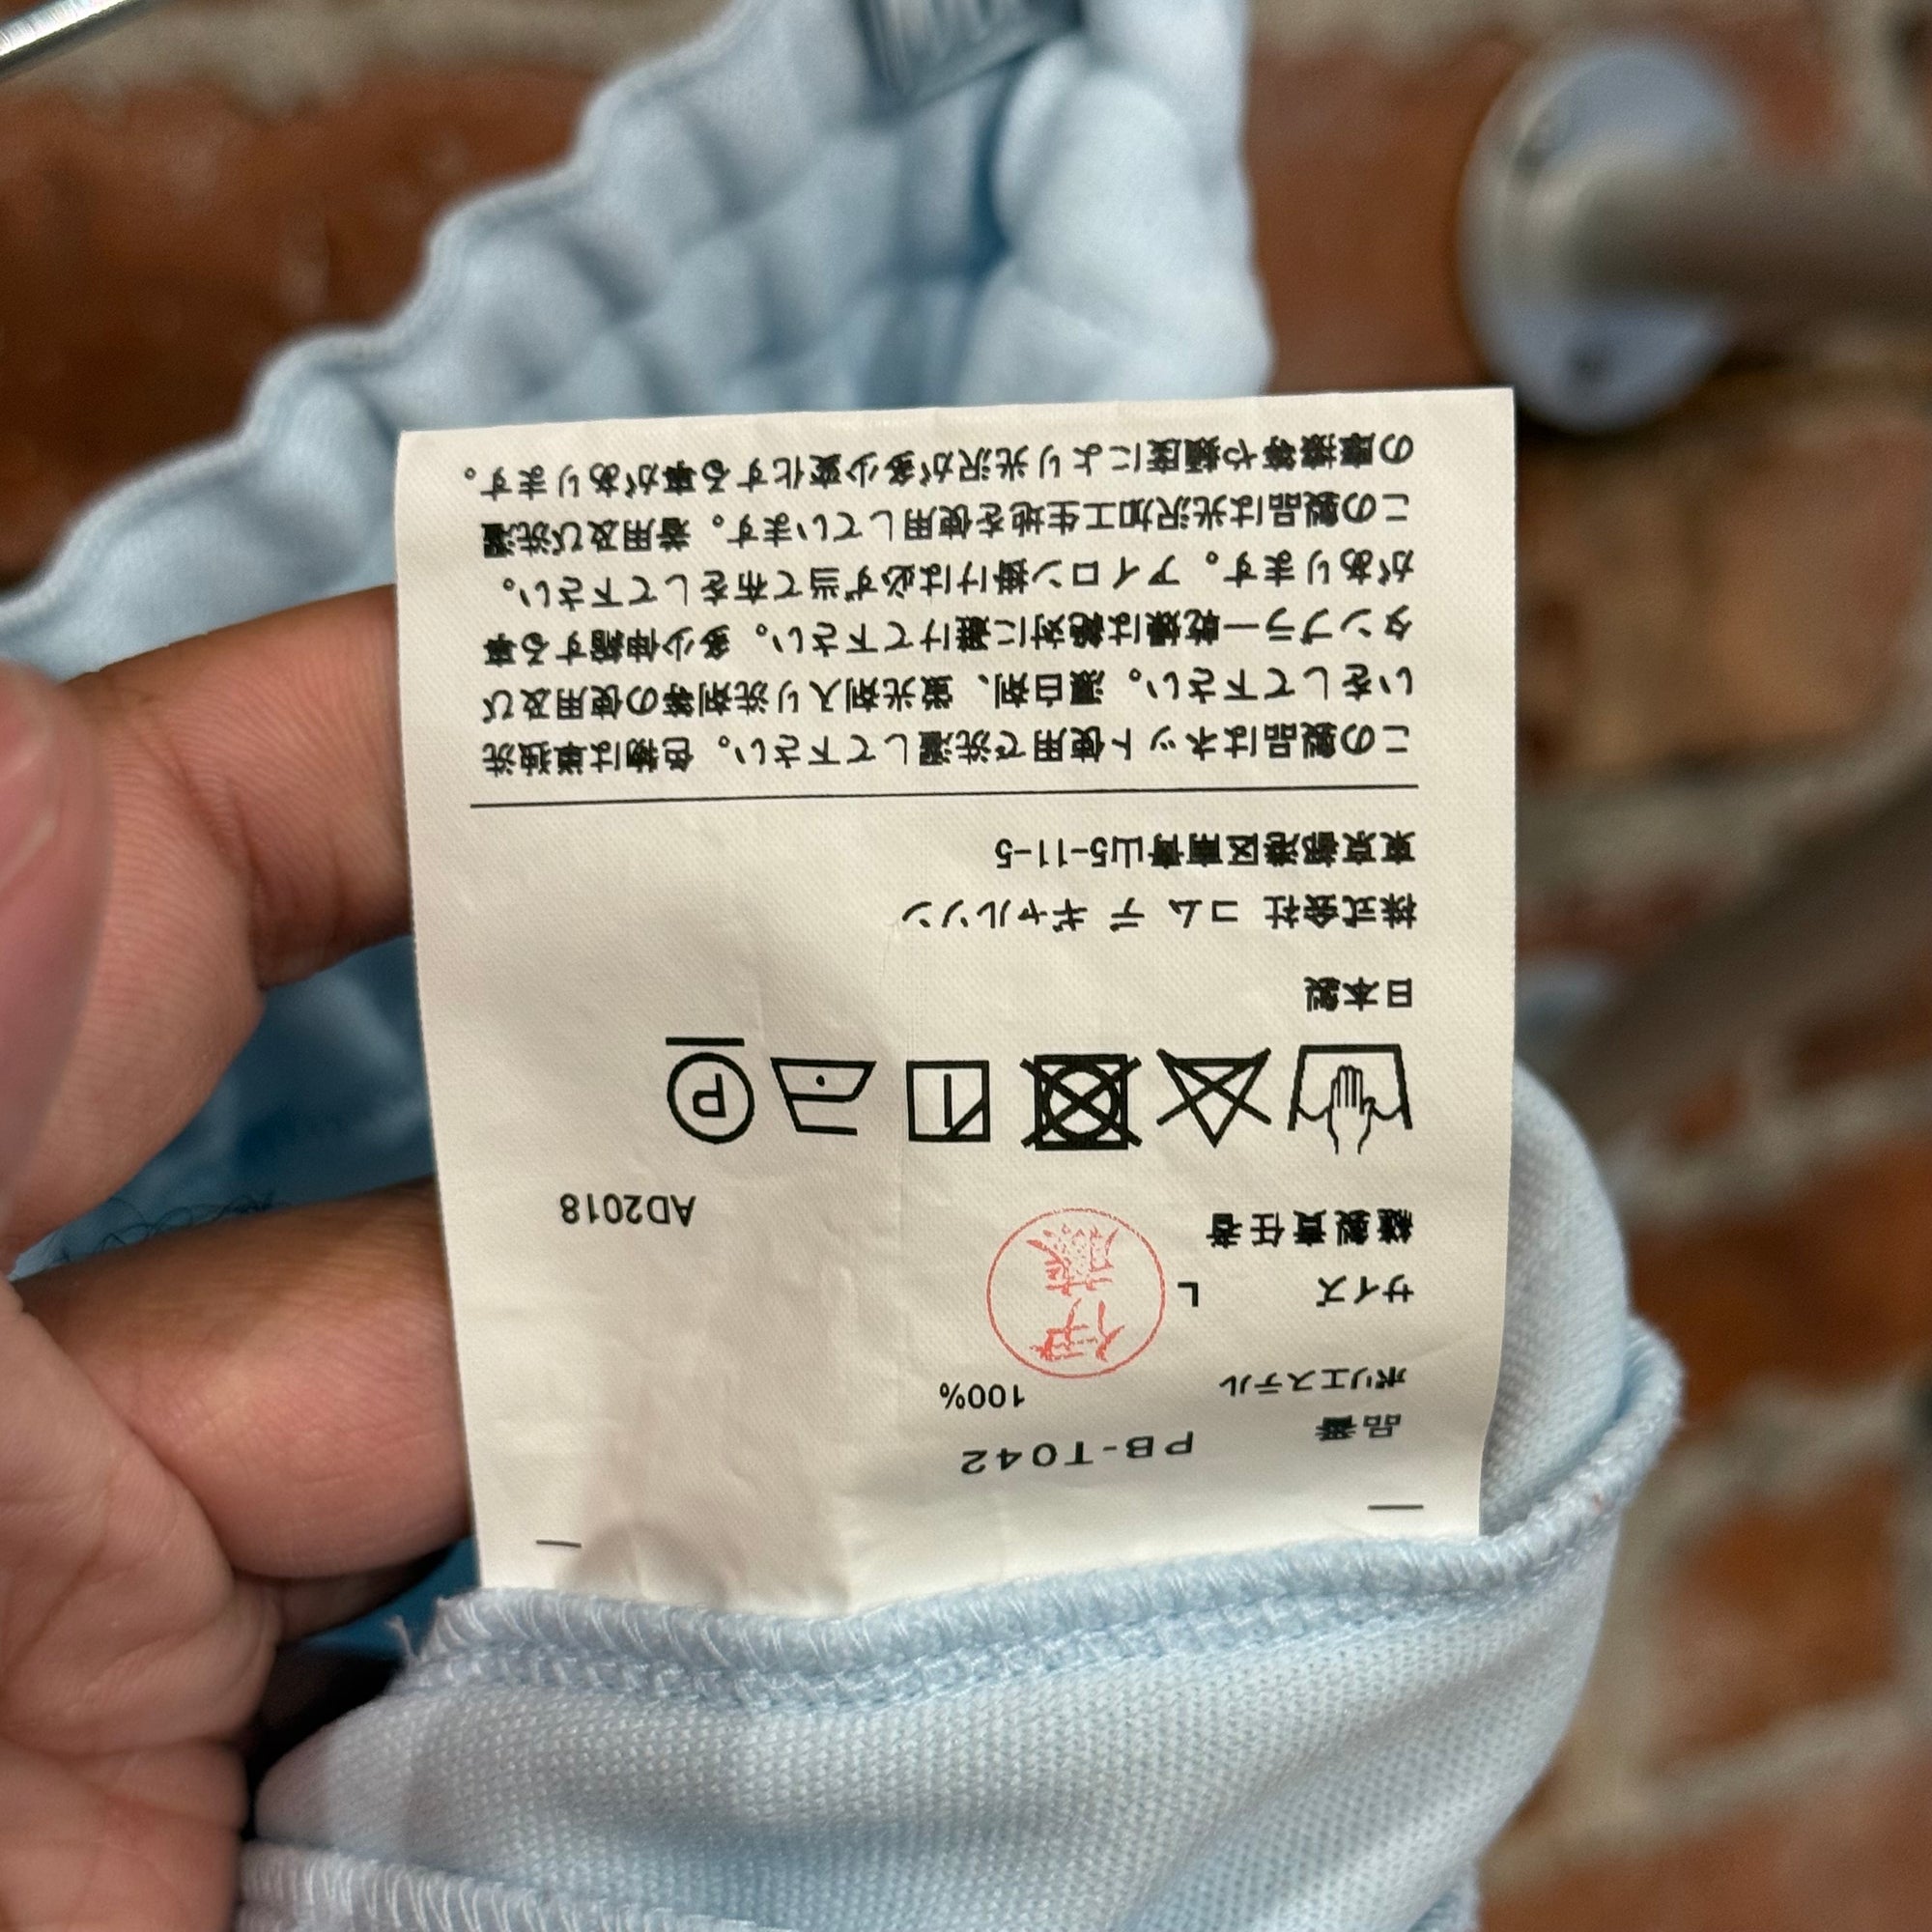 品番 PB-T042
ポリエステル 100%
サイズ L
縫製責任者 伊藤
AD2018
P
日本製
株式会社 コム デ ギャルソン
東京都港区南青山5-11-5
この製品はネット使用で洗濯して下さい。色物は単独洗
いをして下さい。漂白剤、蛍光剤入り洗剤等の使用及び
タンブラー乾燥は絶対に避けて下さい。多少伸縮する事
があります。アイロン掛けは必ず当て布をして下さい。
この製品は光沢加工生地を使用しています。着用及び洗濯
の摩擦等や頻度により光沢が多少変化する事があります。